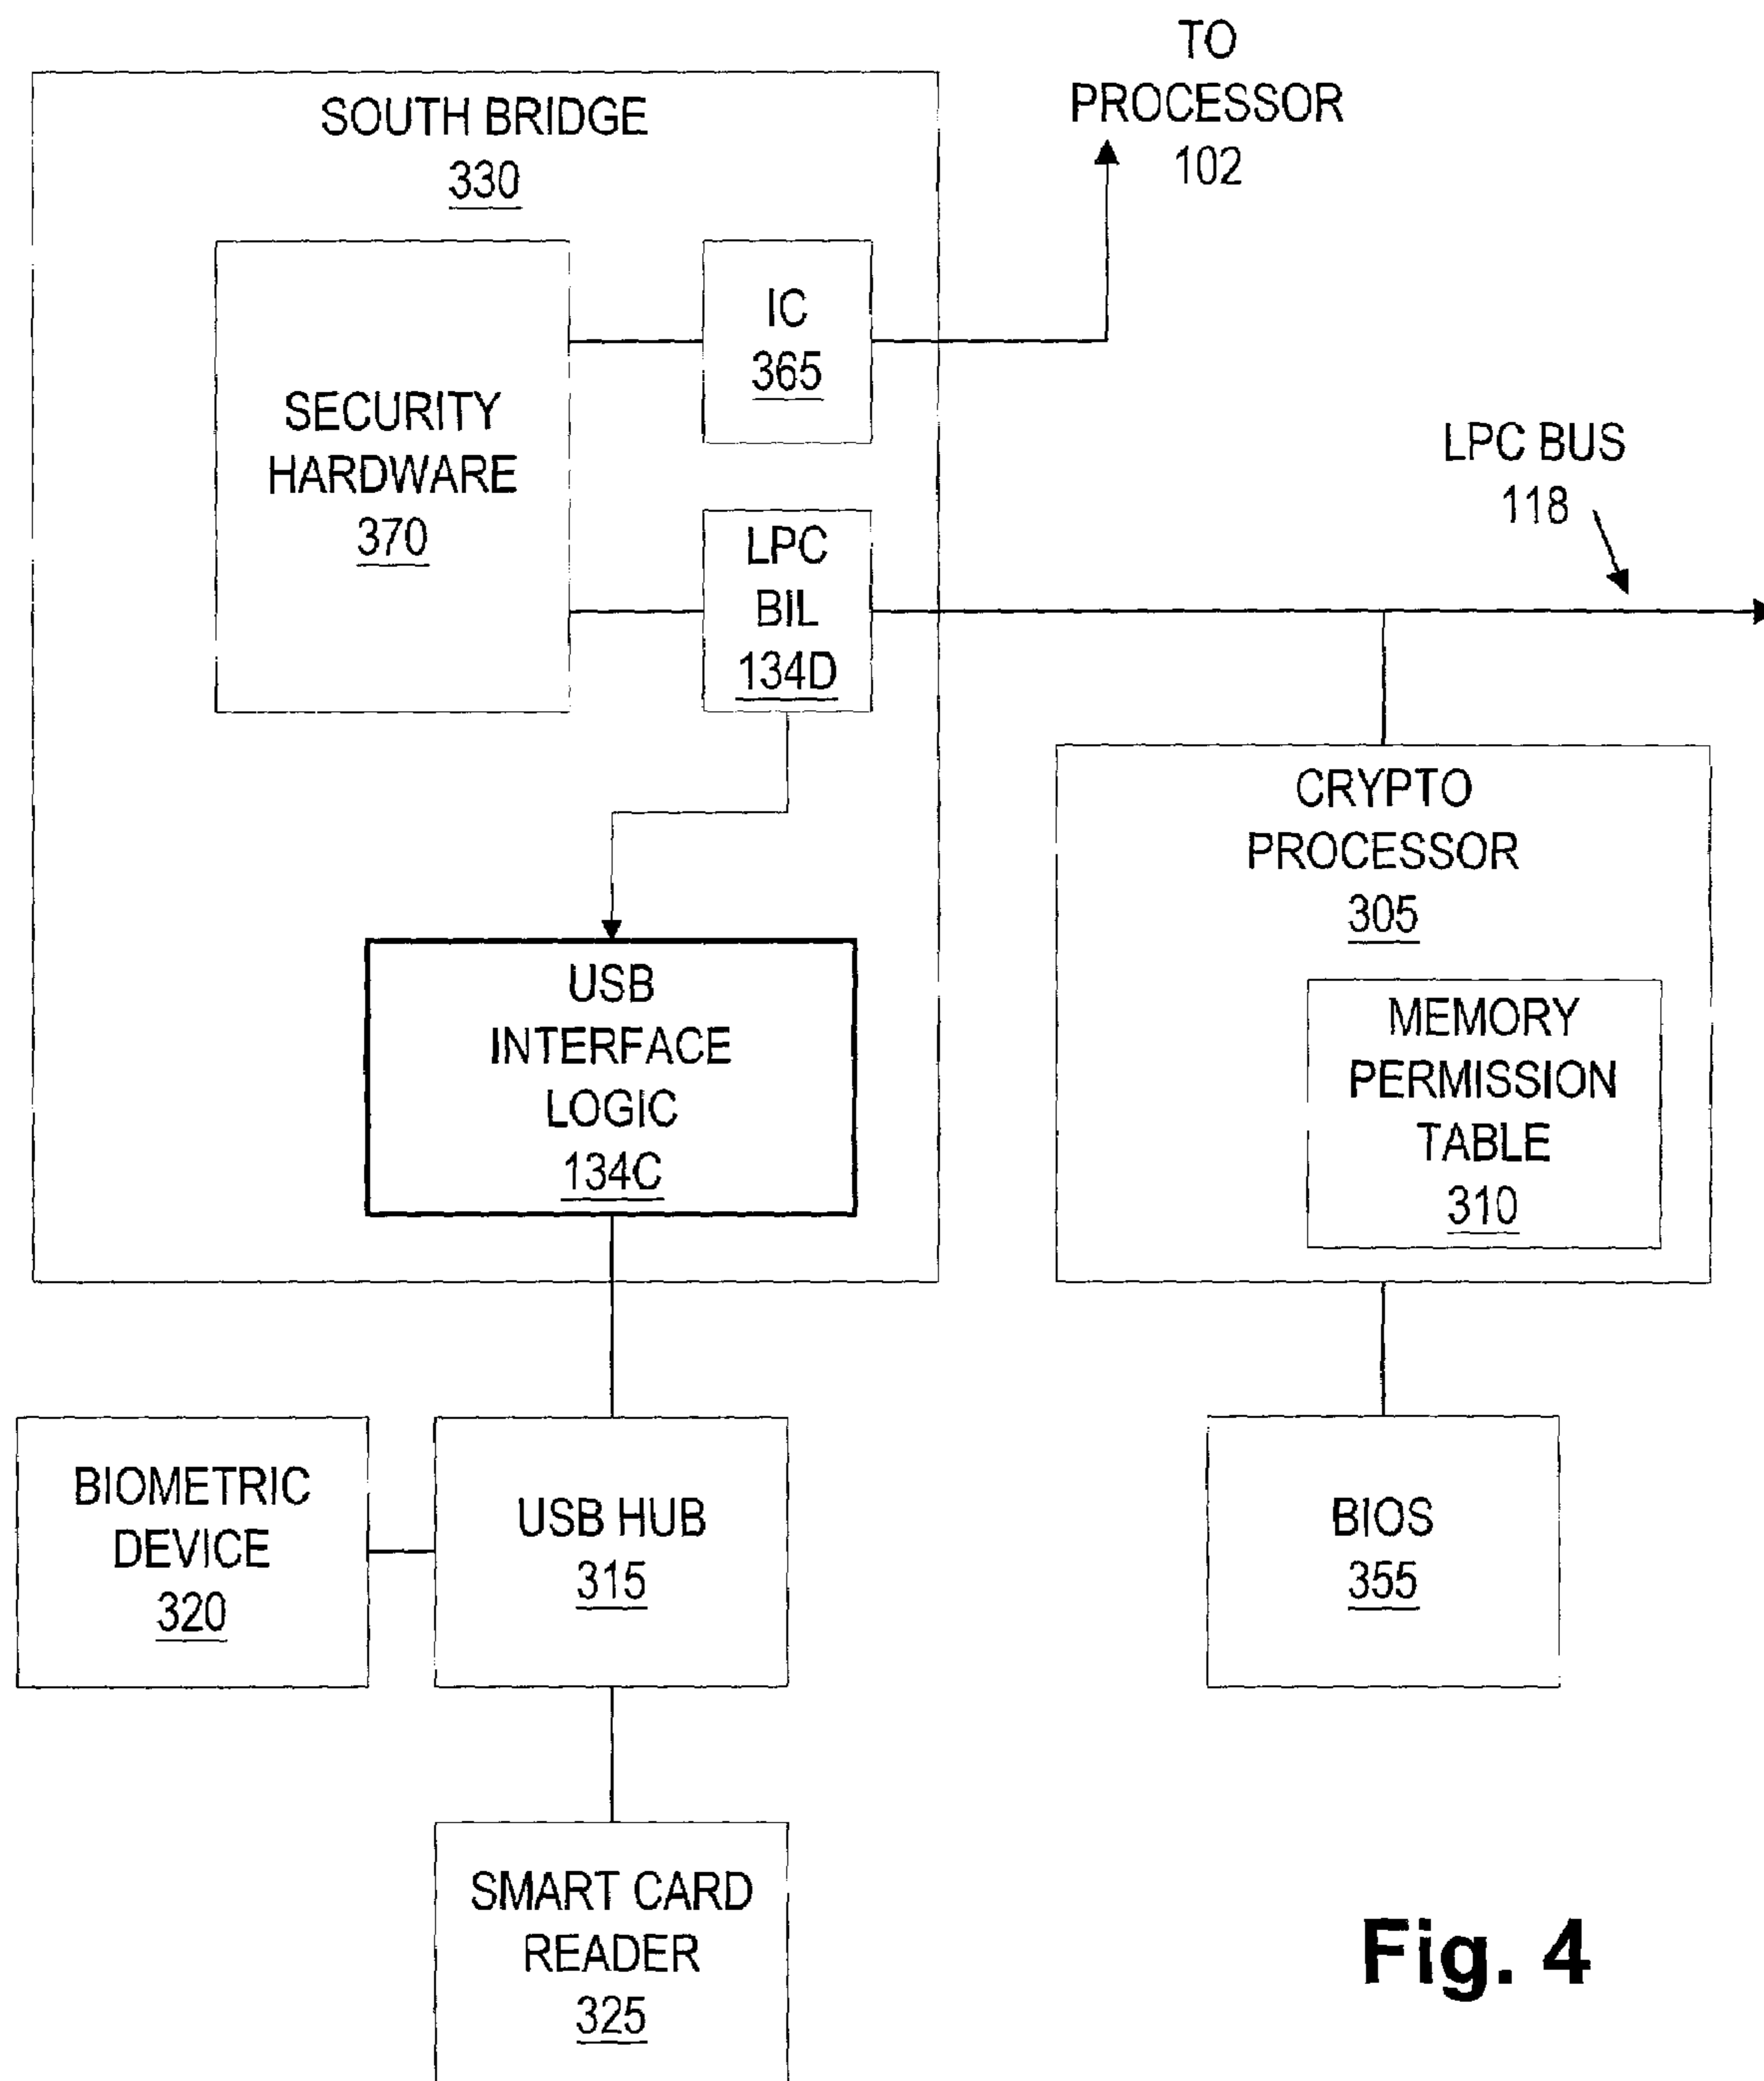 TO
PROCESSOR
102
SOUTH BRIDGE
330
IC
365
SECURITY
HARDWARE
370
LPC BUS
118
LPC
BIL
134D
CRYPTO
PROCESSOR
305
USB
INTERFACE
LOGIC
134C
MEMORY
PERMISSION
TABLE
310
BIOMETRIC
DEVICE
320
USB HUB
315
BIOS
355
SMART CARD
READER
325
Fig. 4